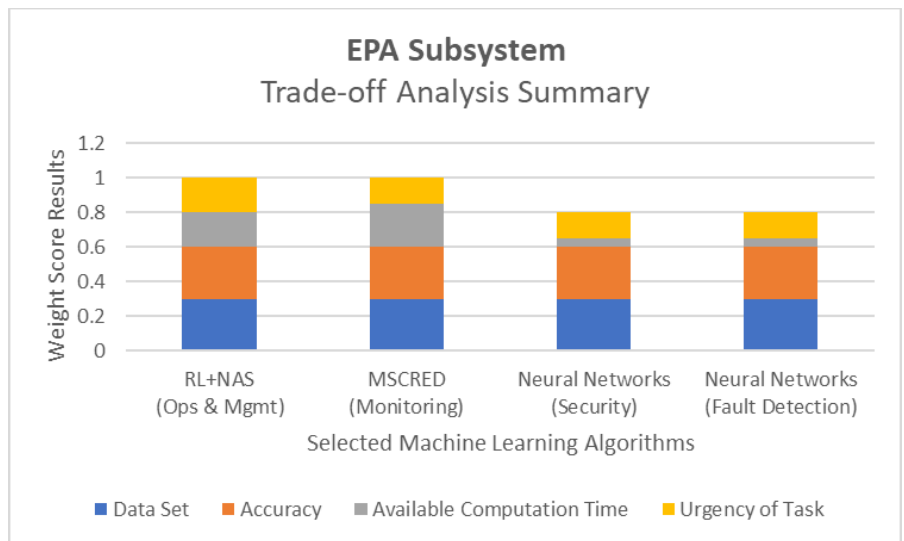 EPA Subsystem
Trade-off Analysis Summary
Weight Score Results
1.2
1
0.8
0.6
0.4
0.2
0
RL+NAS
(Ops & Mgmt)
MSCRED
(Monitoring)
Neural Networks
(Security)
Neural Networks
(Fault Detection)
Selected Machine Learning Algorithms
Data Set
Accuracy
Available Computation Time
Urgency of Task